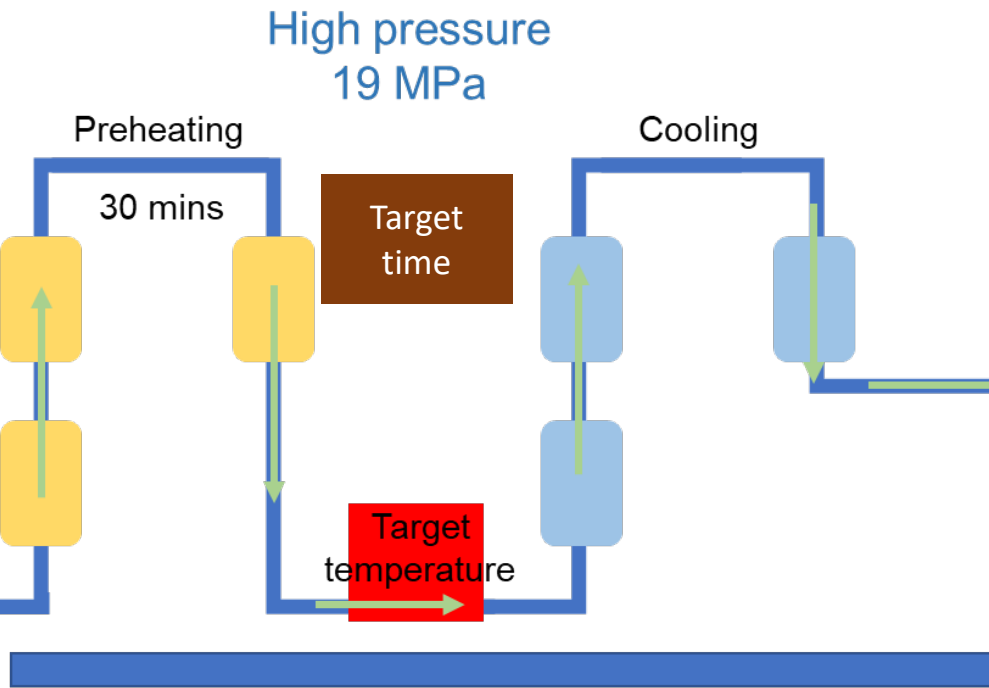 High pressure
19 MPa
Preheating
Cooling
30 mins
Target
time
Target
temperature